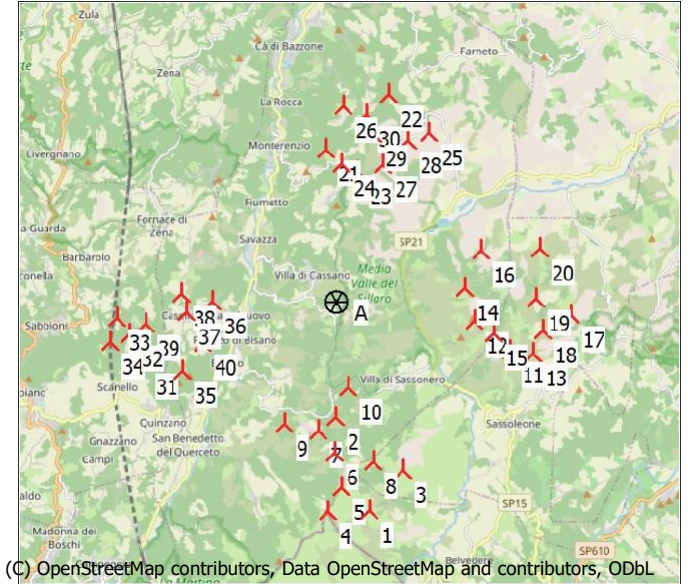 Zula
Cà di Bazzone
Farneto
Zena
La Rocca
22
26
30
Monterenzio
Livergnano
29
28
25
21
24
23
27
Fiumetto
a Guarda
Fornace di
Zena
Savazza
SP21
Barbarolo
16
20
Villa di Cassano
Media
Valle del
Sillaro
A
14
38
36
Sabbioni
33
37
19
17
39
12
34
32
40
15
18
31
35
11
13
Scanello
Villa di Sassonero
10
Quinzano
Sassoleone
Gnazzano
San Benedetto
del Querceto
9
2
7
Campi
6
8
3
SP15
5
4
1
Madonna dei
Boschi
SP610
Belvedere
(C) OpenStreetMap contributors, Data OpenStreetMap and contributors, ODbL